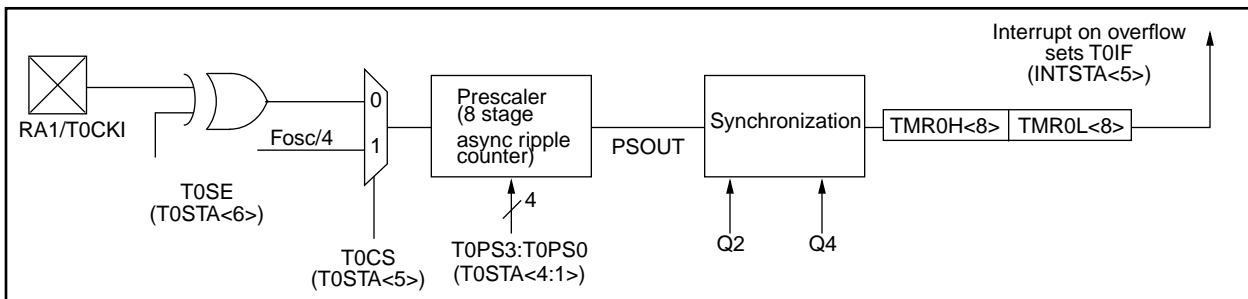 Interrupt on overflow
sets T0IF
(INTSTA<5>)
RA1/T0CKI
0
Fosc/4
1
Prescaler
(8 stage
async ripple
counter)
PSOUT
Synchronization
TMR0H<8>
TMR0L<8>
T0SE
(T0STA<6>)
4
T0CS
(T0STA<5>)
T0PS3:T0PS0
(T0STA<4:1>)
Q2
Q4